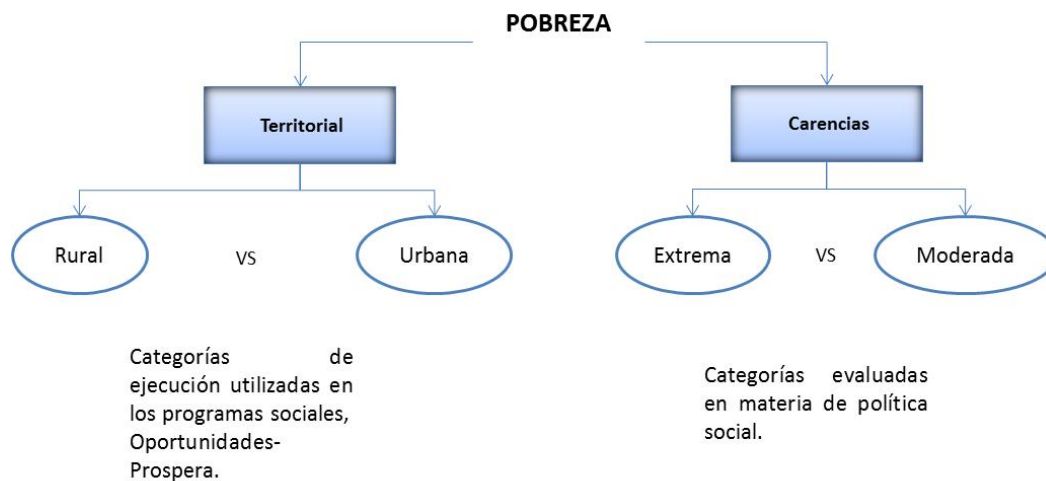 POBREZA
Territorial
Carencias
Rural
VS
Urbana
Extrema
VS
Moderada
Categorías de
ejecución utilizadas en
los programas sociales,
Oportunidades-
Prospera.
Categorías evaluadas
en materia de política
social.